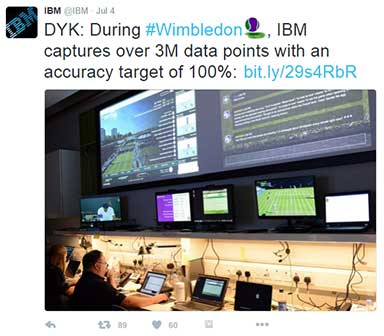 IBM @IBM · Jul 4
DYK: During #Wimbledon, IBM
captures over 3M data points with an
accuracy target of 100%: bit.ly/29s4RbR
89 60